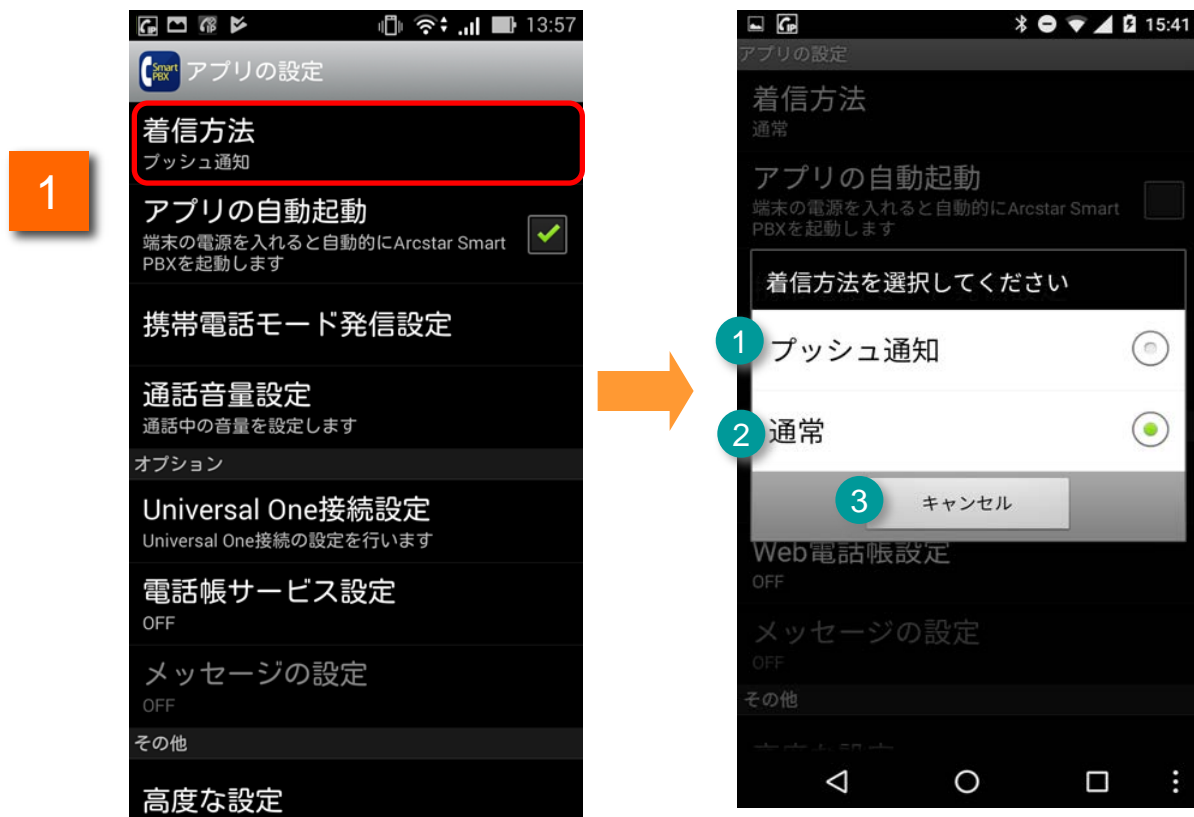 13:57
Smart
PBX
アプリの設定
1
着信方法
プッシュ通知
アプリの自動起動
端末の電源を入れると自動的にArcstar Smart
PBXを起動します
携帯電話モード発信設定
通話音量設定
通話中の音量を設定します
オプション
Universal One接続設定
Universal One接続の設定を行います
電話帳サービス設定
OFF
メッセージの設定
OFF
その他
高度な設定
15:41
アプリの設定
着信方法
通常
アプリの自動起動
端末の電源を入れると自動的にArcstar Smart
PBXを起動します
着信方法を選択してください
1 プッシュ通知
2 通常
3 キャンセル
Web電話帳設定
OFF
メッセージの設定
OFF
その他